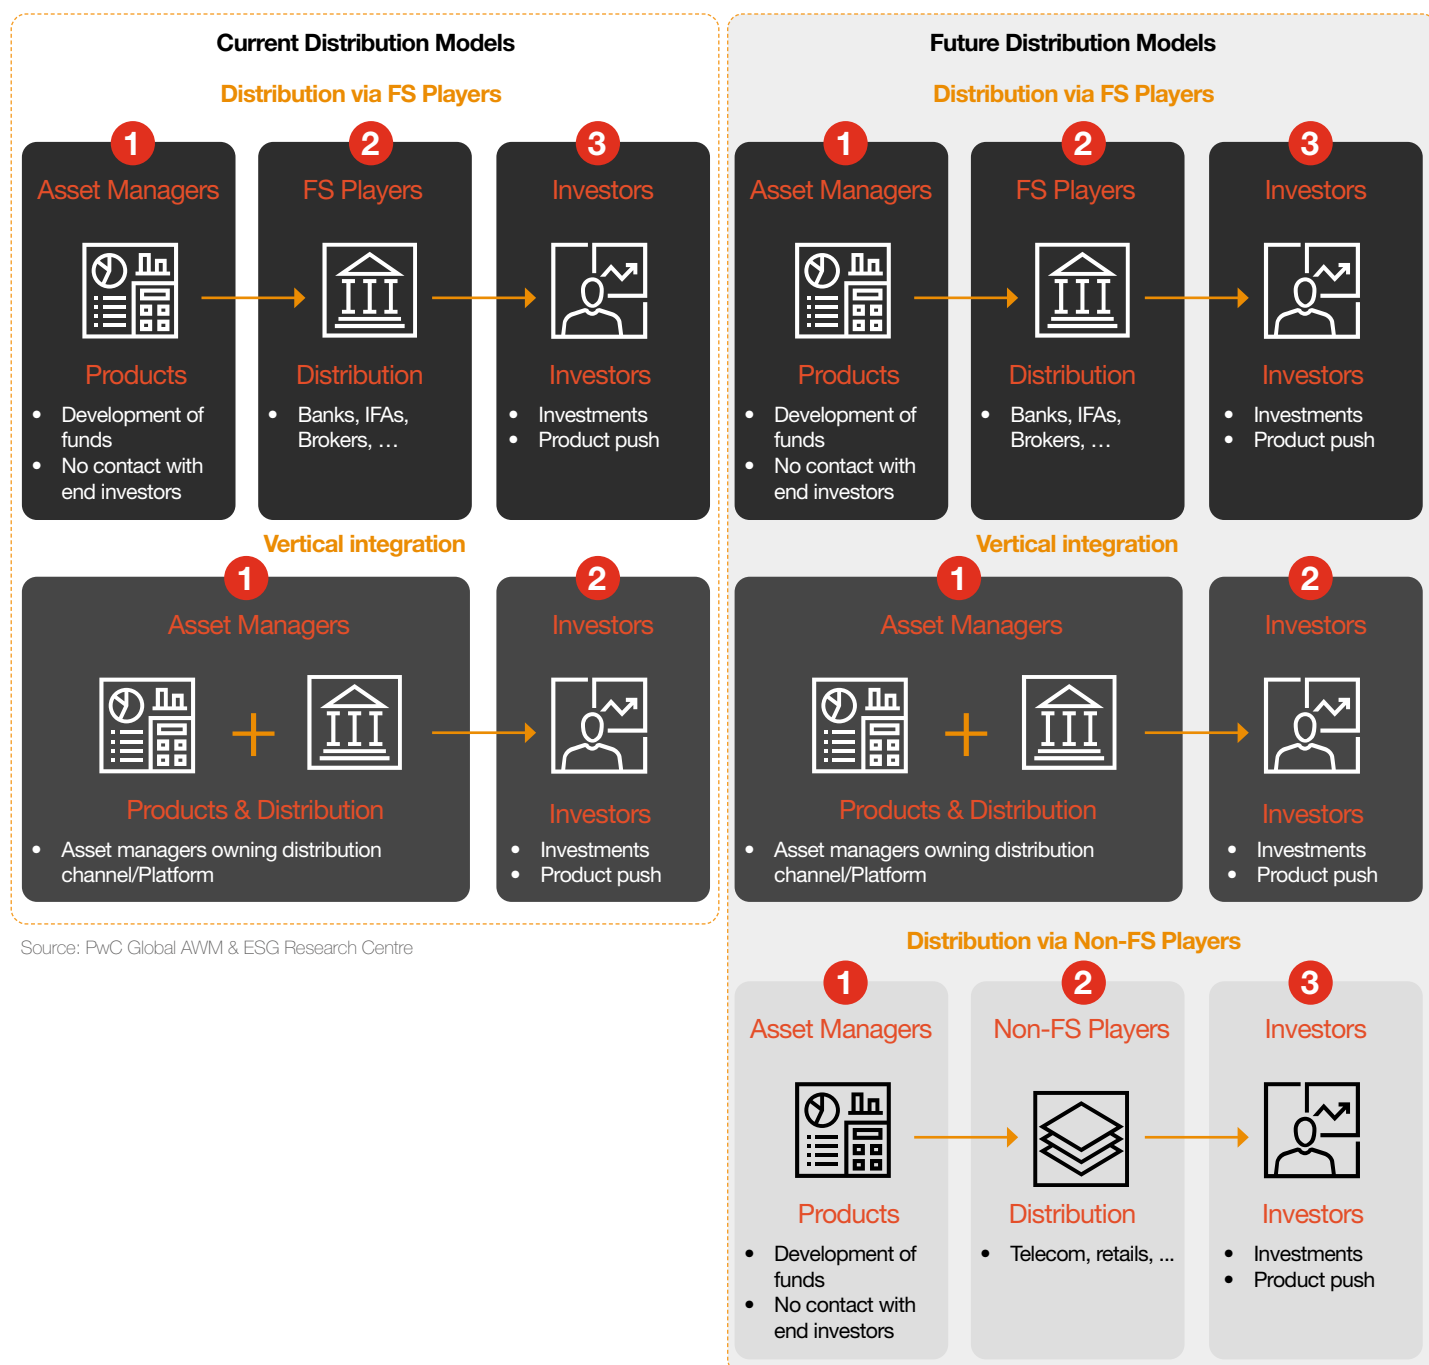 Current Distribution Models
Distribution via FS Players
1
Asset Managers
Products
• Development of
funds
• No contact with
end investors
2
FS Players
Distribution
• Banks, IFAs,
Brokers, …
3
Investors
Investors
• Investments
• Product push
Vertical integration
1
Asset Managers
Products & Distribution
• Asset managers owning distribution
channel/Platform
2
Investors
Investors
• Investments
• Product push
Source: PwC Global AWM & ESG Research Centre
Future Distribution Models
Distribution via FS Players
1
Asset Managers
Products
• Development of
funds
• No contact with
end investors
2
FS Players
Distribution
• Banks, IFAs,
Brokers, …
3
Investors
Investors
• Investments
• Product push
Vertical integration
1
Asset Managers
Products & Distribution
• Asset managers owning distribution
channel/Platform
2
Investors
Investors
• Investments
• Product push
Distribution via Non-FS Players
1
Asset Managers
Products
• Development of
funds
• No contact with
end investors
2
Non-FS Players
Distribution
• Telecom, retails, ...
3
Investors
Investors
• Investments
• Product push